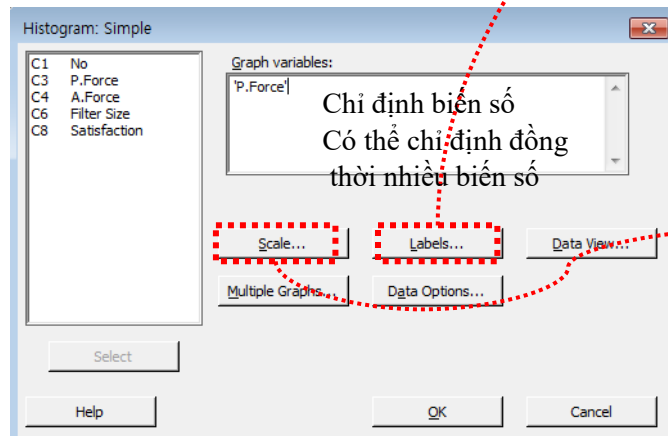 Histogram: Simple
C1 No
C3 P.Force
C4 A.Force
C6 Filter Size
C8 Satisfaction
Graph variables:
'P.Force'
Chỉ định biến số
Có thể chỉ định đồng
thời nhiều biến số
Scale...
Labels...
Data View...
Multiple Graphs...
Data Options...
Select
Help
OK
Cancel